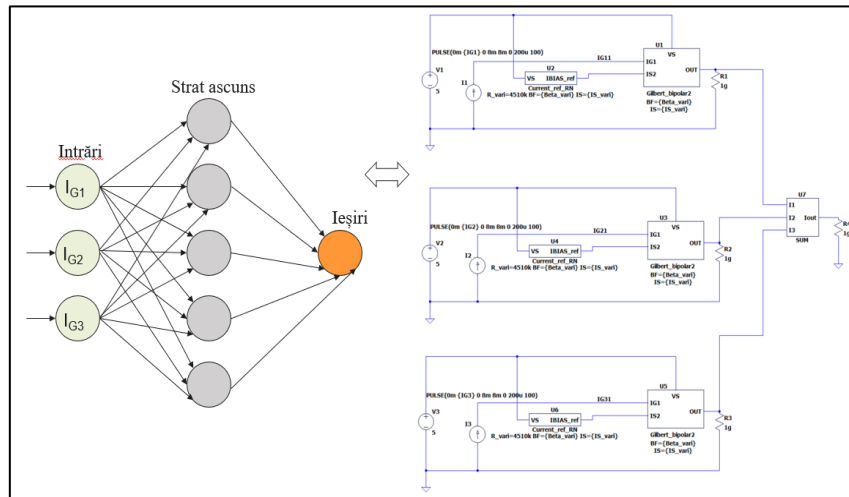 Strat ascuns
Intrări
Ieșiri
IG1
IG2
IG3
PULSE(0m {IG1} 0 8m 8m 0 200u 100)
V1
5
I1
U2
VS IBIAS_ref
Current_ref_RN
R_vari=4510k BF={Beta_vari} IS={IS_vari}
IG11
U1
VS
IG1
IS2
OUT
Gilbert_bipolar2
BF={Beta_vari}
IS={IS_vari}
R1
1g
PULSE(0m {IG2} 0 8m 8m 0 200u 100)
V2
5
I2
U4
VS IBIAS_ref
Current_ref_RN
R_vari=4510k BF={Beta_vari} IS={IS_vari}
IG21
U3
VS
IG1
IS2
OUT
Gilbert_bipolar2
BF={Beta_vari}
IS={IS_vari}
R2
1g
U7
I1
I2
I3
Iout
SUM
R4
1g
PULSE(0m {IG3} 0 8m 8m 0 200u 100)
V3
5
I3
U6
VS IBIAS_ref
Current_ref_RN
R_vari=4510k BF={Beta_vari} IS={IS_vari}
IG31
U5
VS
IG1
IS2
OUT
Gilbert_bipolar2
BF={Beta_vari}
IS={IS_vari}
R3
1g